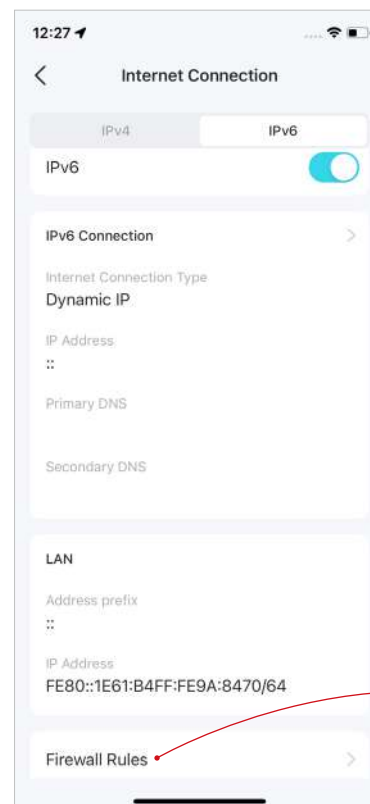 12:27
Internet Connection
IPv4 IPv6
IPv6
IPv6 Connection
Internet Connection Type
Dynamic IP
IP Address
::
Primary DNS
Secondary DNS
LAN
Address prefix
::
IP Address
FE80::1E61:B4FF:FE9A:8470/64
Firewall Rules